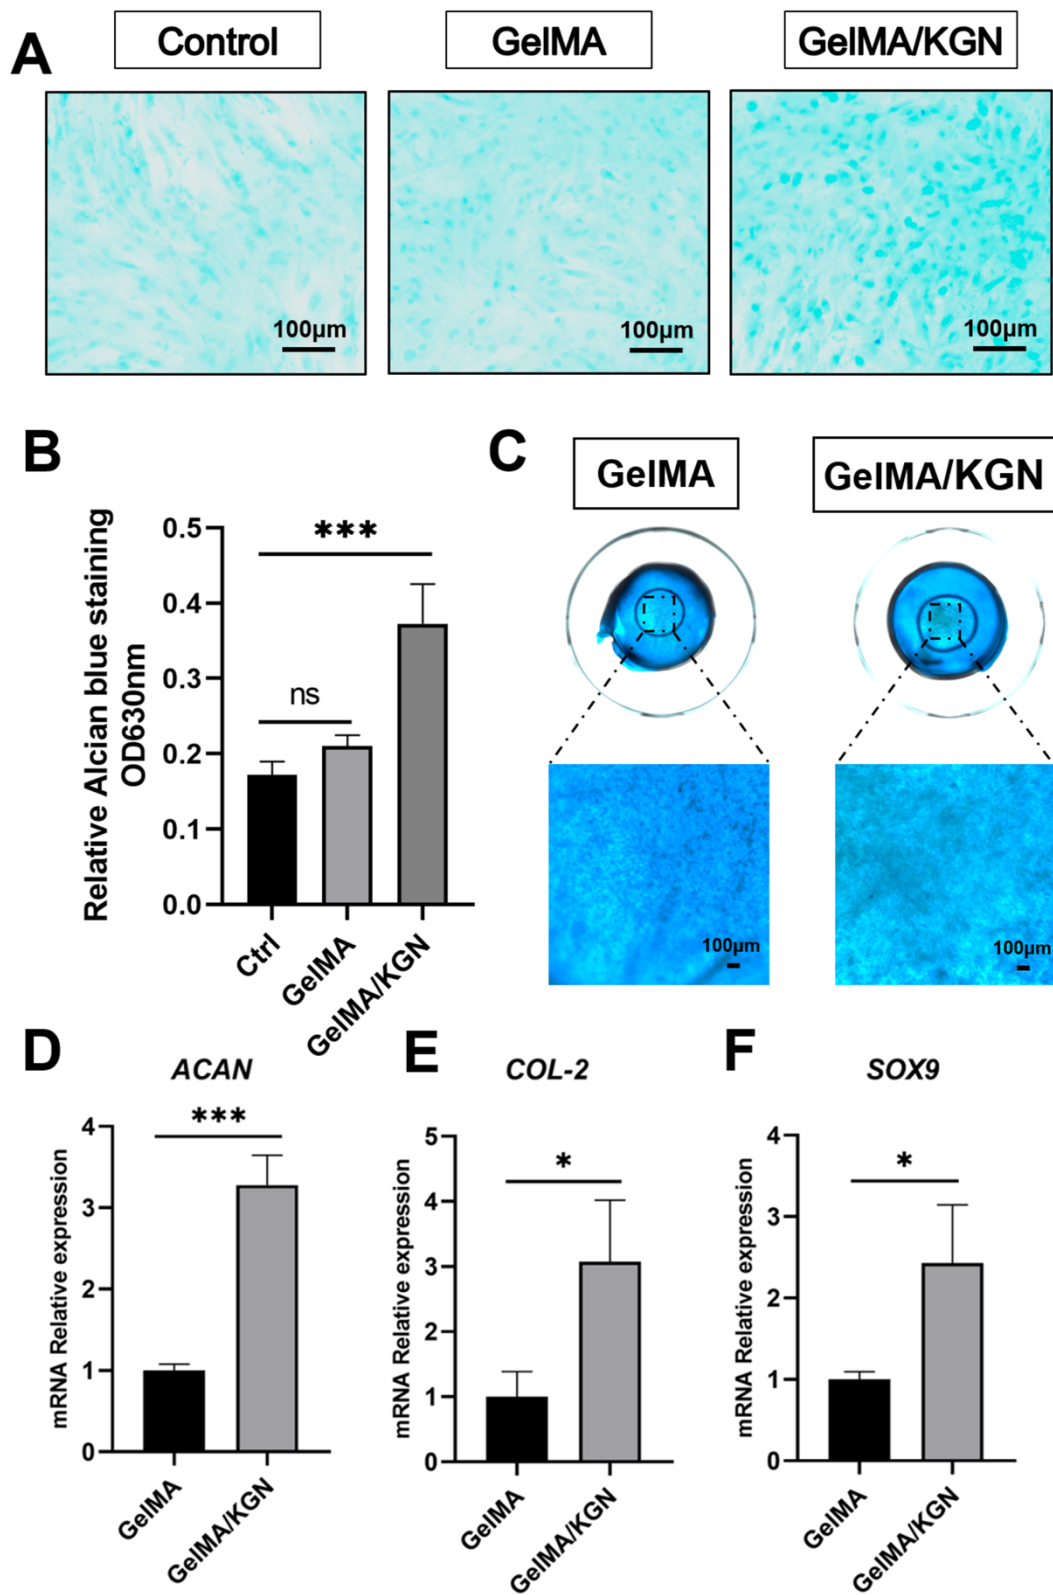 A
Control
GelMA
GelMA/KGN
100μm
100μm
100μm
B
Relative Alcian blue staining
OD630nm
0.5
0.4
0.3
0.2
0.1
0.0
***
ns
Ctrl
GelMA
GelMA/KGN
C
GelMA
GelMA/KGN
100μm
100μm
D
ACAN
mRNA Relative expression
4
3
2
1
0
***
GelMA
GelMA/KGN
E
COL-2
mRNA Relative expression
5
4
3
2
1
0
*
GelMA
GelMA/KGN
F
SOX9
mRNA Relative expression
4
3
2
1
0
*
GelMA
GelMA/KGN